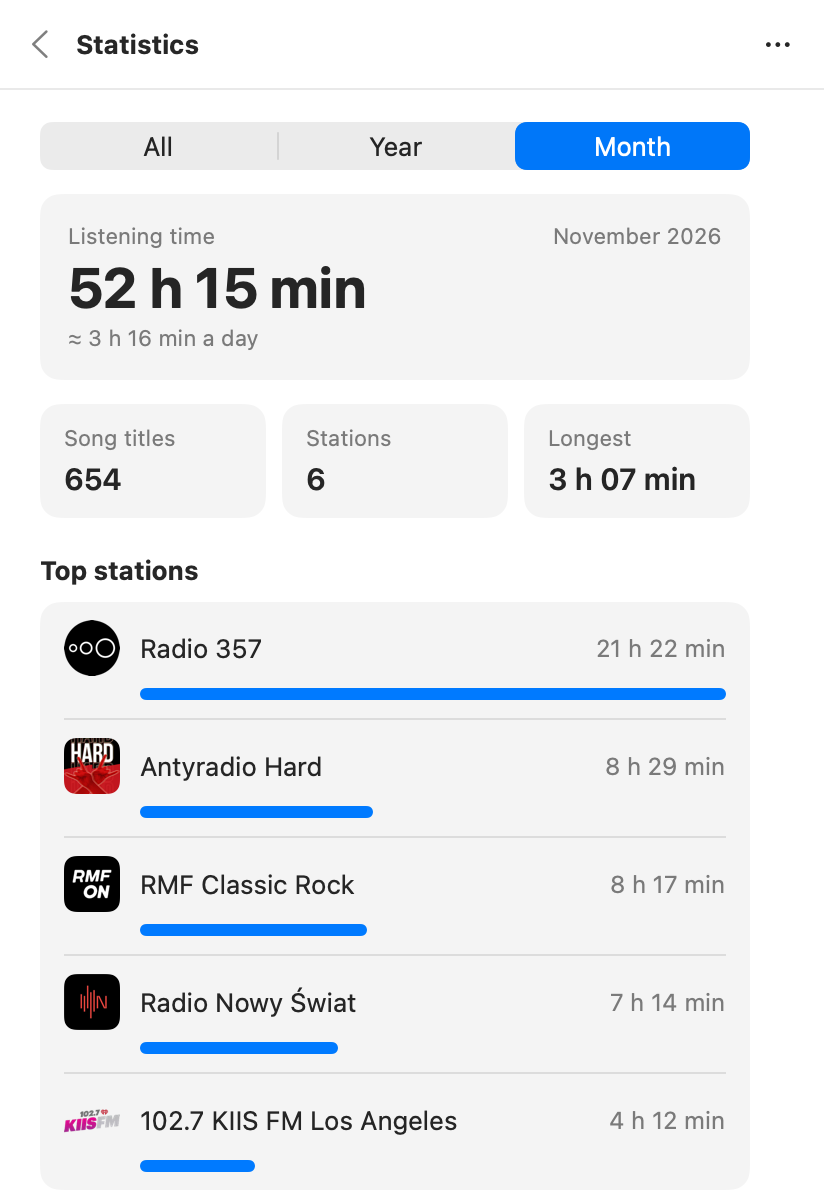 Statistics
All Year Month
Listening time November 2026
52 h 15 min
≈ 3 h 16 min a day
Song titles Stations Longest
654 6 3 h 07 min
Top stations
Radio 357 21 h 22 min
HARD
Antyradio Hard 8 h 29 min
RMF
ON
RMF Classic Rock 8 h 17 min
Radio Nowy Świat 7 h 14 min
102.7
KIISFM
102.7 KIIS FM Los Angeles 4 h 12 min